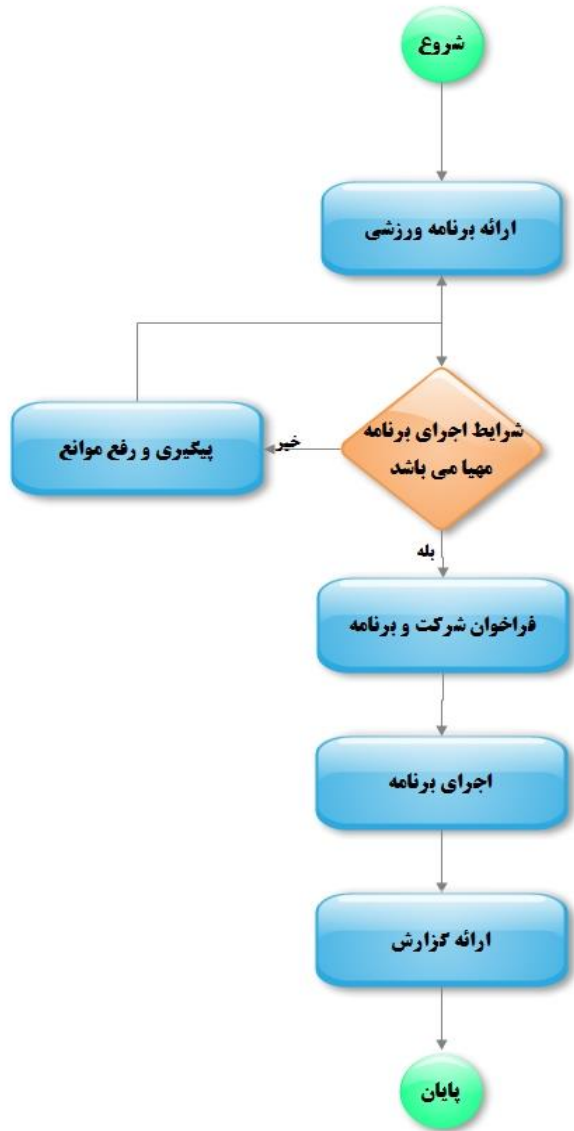 شروع
ارائه برنامه ورزشی
شرایط اجرای برنامه
مهیا می باشد
خیر
پیگیری و رفع موانع
بله
فراخوان شرکت و برنامه
اجرای برنامه
ارائه گزارش
پایان